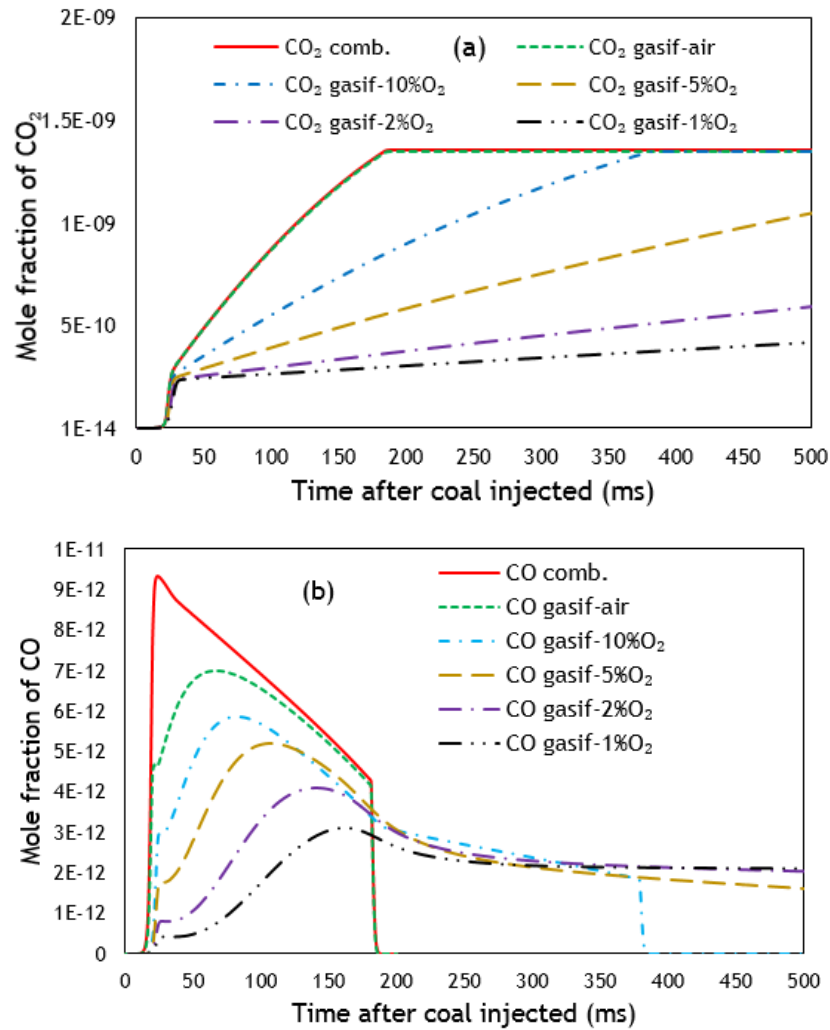 2E-09
CO₂ comb. (a) CO₂ gasif-air
CO₂ gasif-10%O₂ CO₂ gasif-5%O₂
CO₂ gasif-2%O₂ CO₂ gasif-1%O₂
1.5E-09
1E-09
5E-10
1E-14
Mole fraction of CO₂
0 50 100 150 200 250 300 350 400 450 500
Time after coal injected (ms)
1E-11
9E-12
8E-12
7E-12
6E-12
5E-12
4E-12
3E-12
2E-12
1E-12
0
Mole fraction of CO
(b)
CO comb.
CO gasif-air
CO gasif-10%O₂
CO gasif-5%O₂
CO gasif-2%O₂
CO gasif-1%O₂
0 50 100 150 200 250 300 350 400 450 500
Time after coal injected (ms)